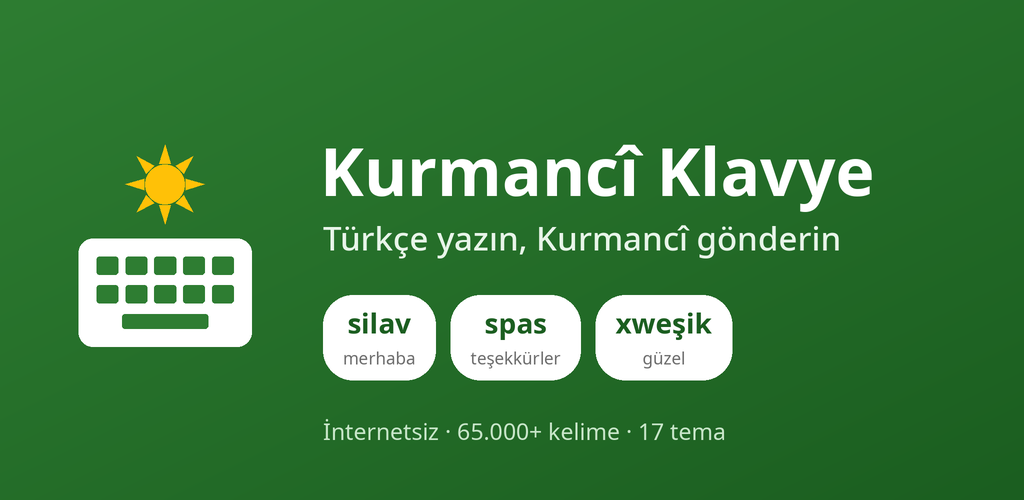 Kurmancî Klavye
Türkçe yazın, Kurmancî gönderin
silav spas xweşik
merhaba teşekkürler güzel
İnternetsiz · 65.000+ kelime · 17 tema